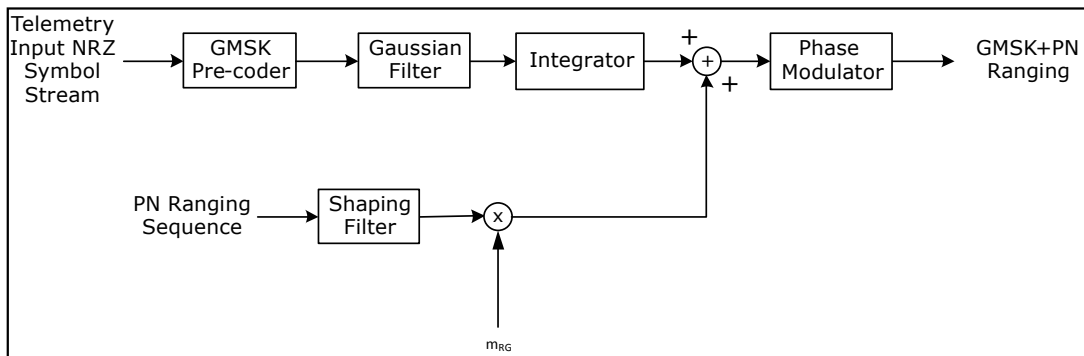 Telemetry
Input NRZ
Symbol
Stream
GMSK
Pre-coder
Gaussian
Filter
Integrator
+
+
+
Phase
Modulator
GMSK+PN
Ranging
PN Ranging
Sequence
Shaping
Filter
x
mRG